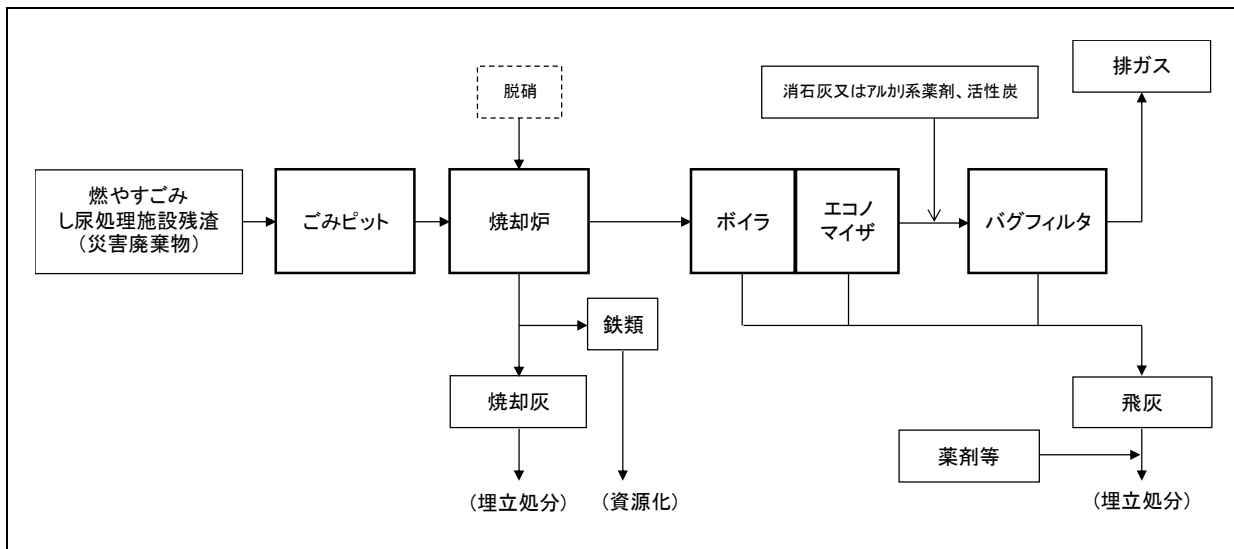 排ガス
脱硝
消石灰又はｱﾙｶﾘ系薬剤、活性炭
燃やすごみ
し尿処理施設残渣
（災害廃棄物）
ごみピット
焼却炉
ボイラ
エコノ
マイザ
バグフィルタ
鉄類
焼却灰
飛灰
薬剤等
（埋立処分）
（資源化）
（埋立処分）